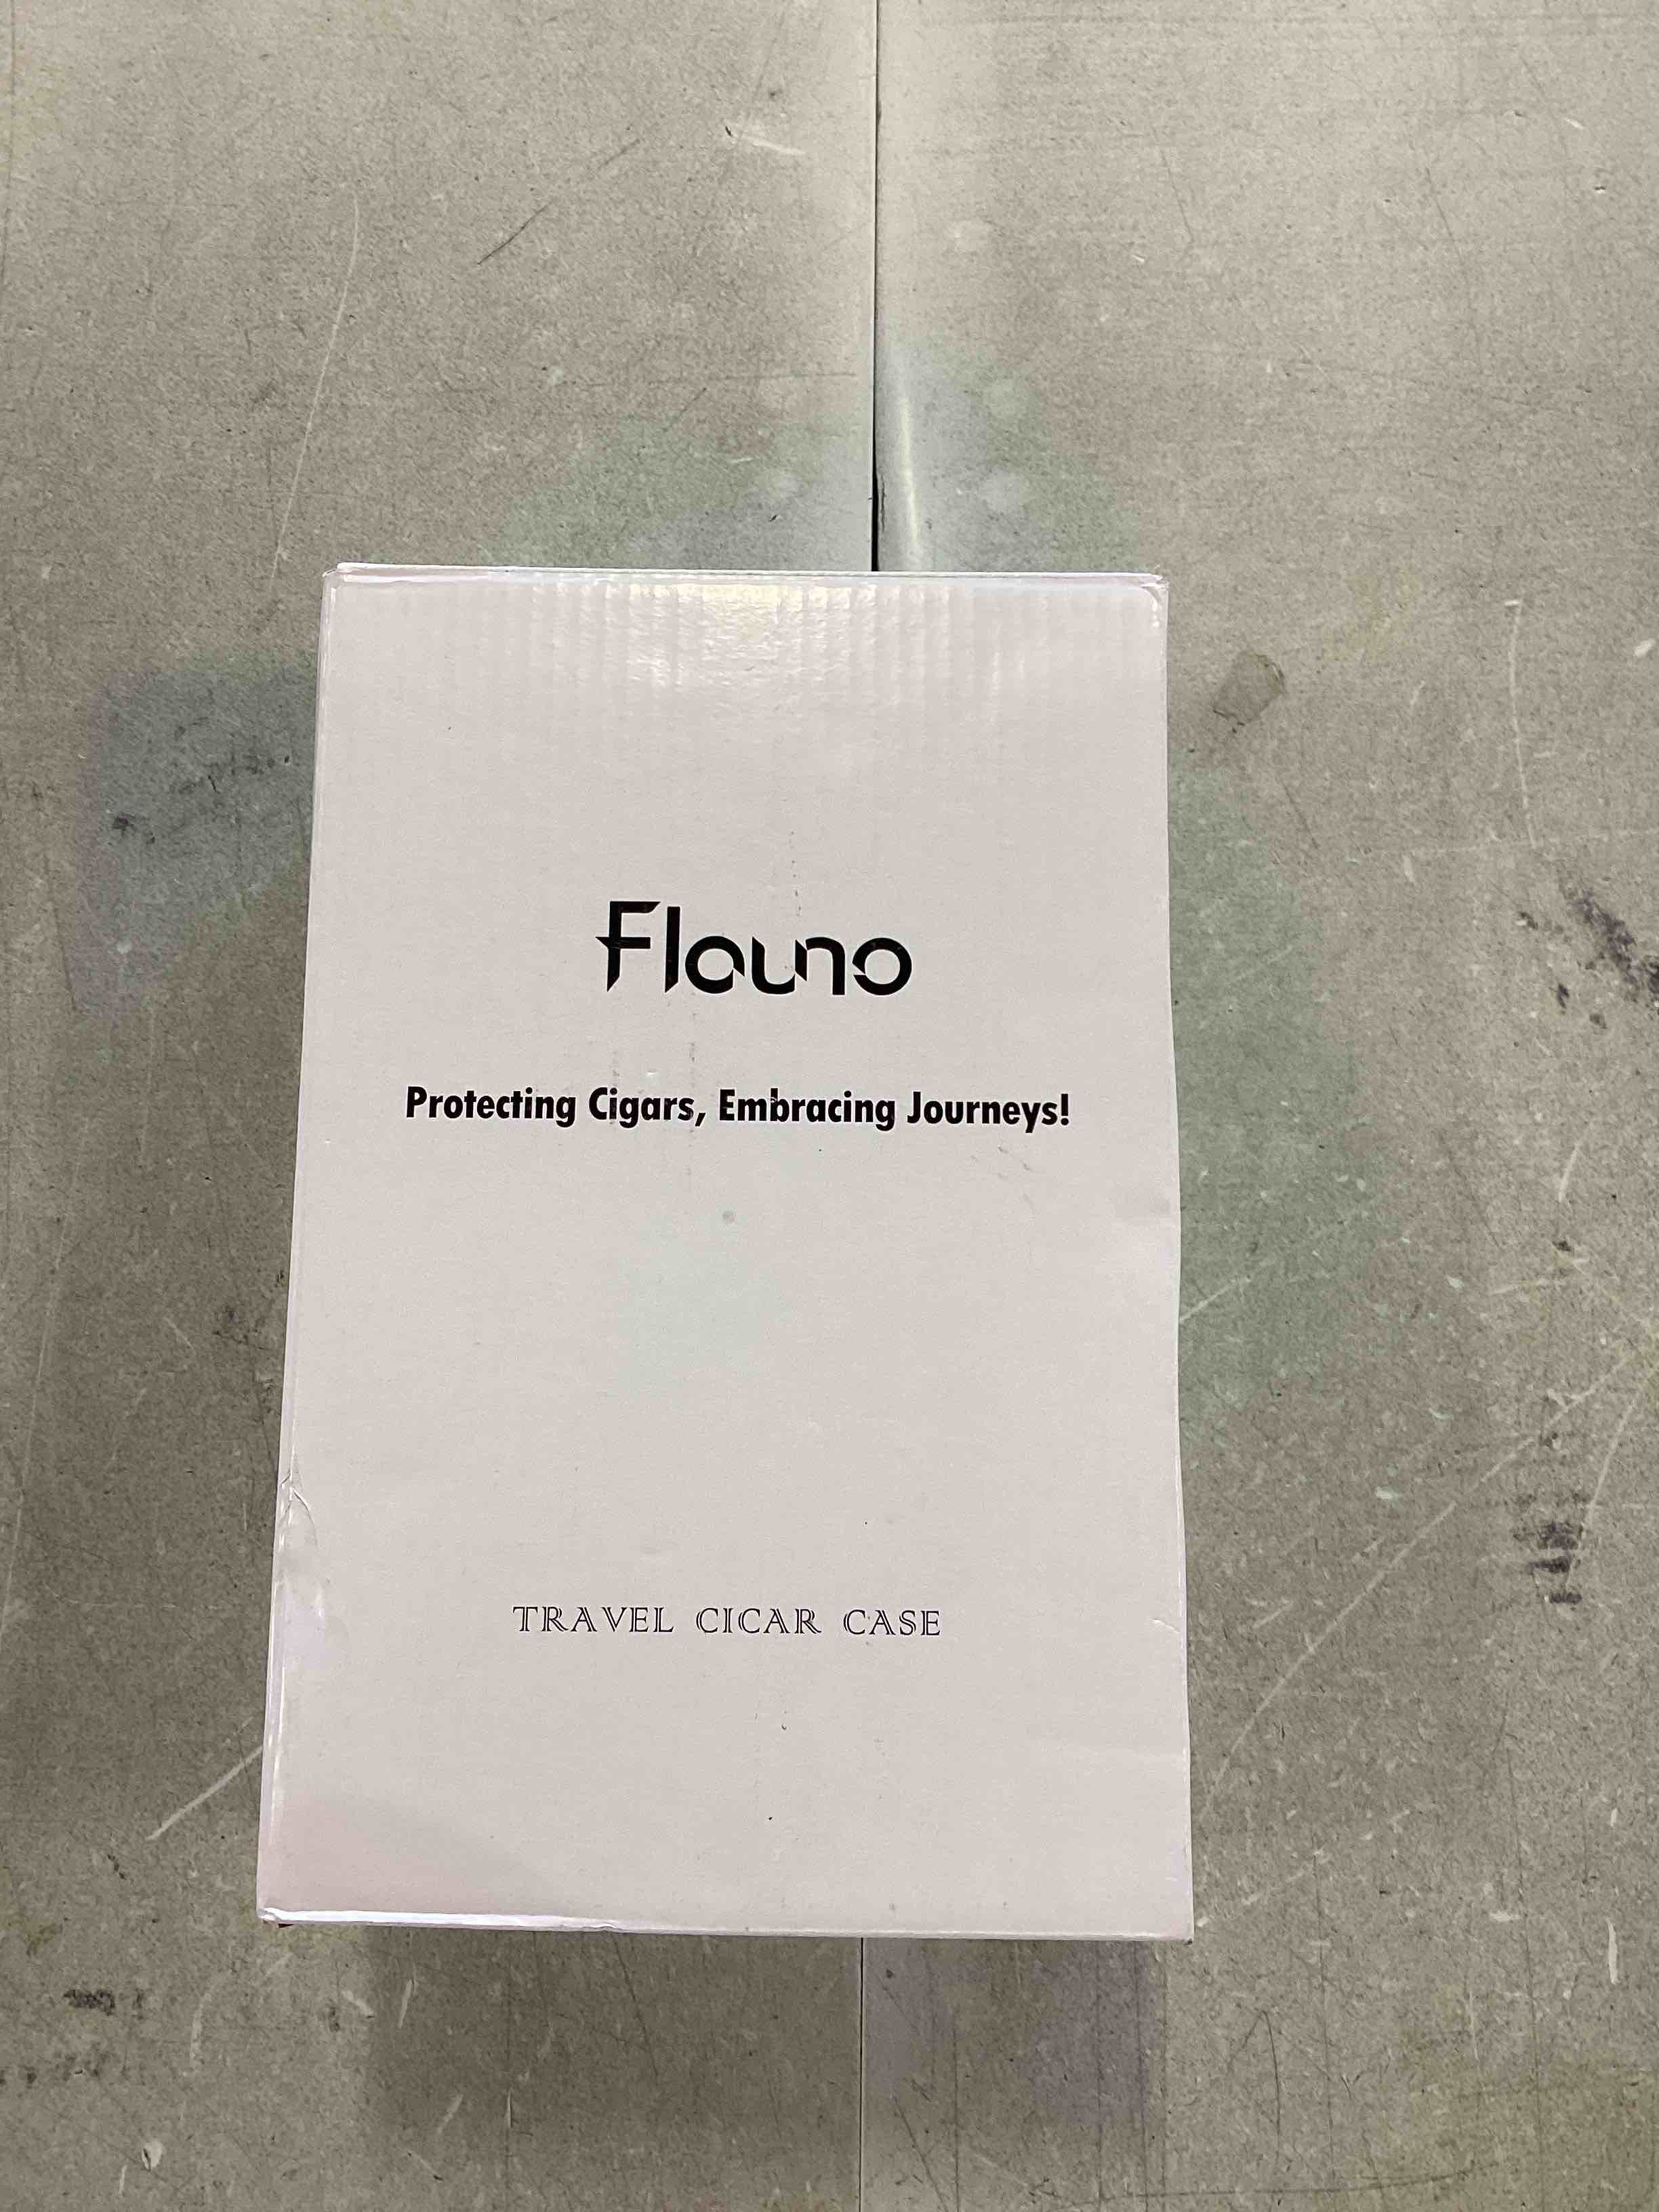 Flauno
Protecting Cigars, Embracing Journeys!
TRAVEL CICAR CASE